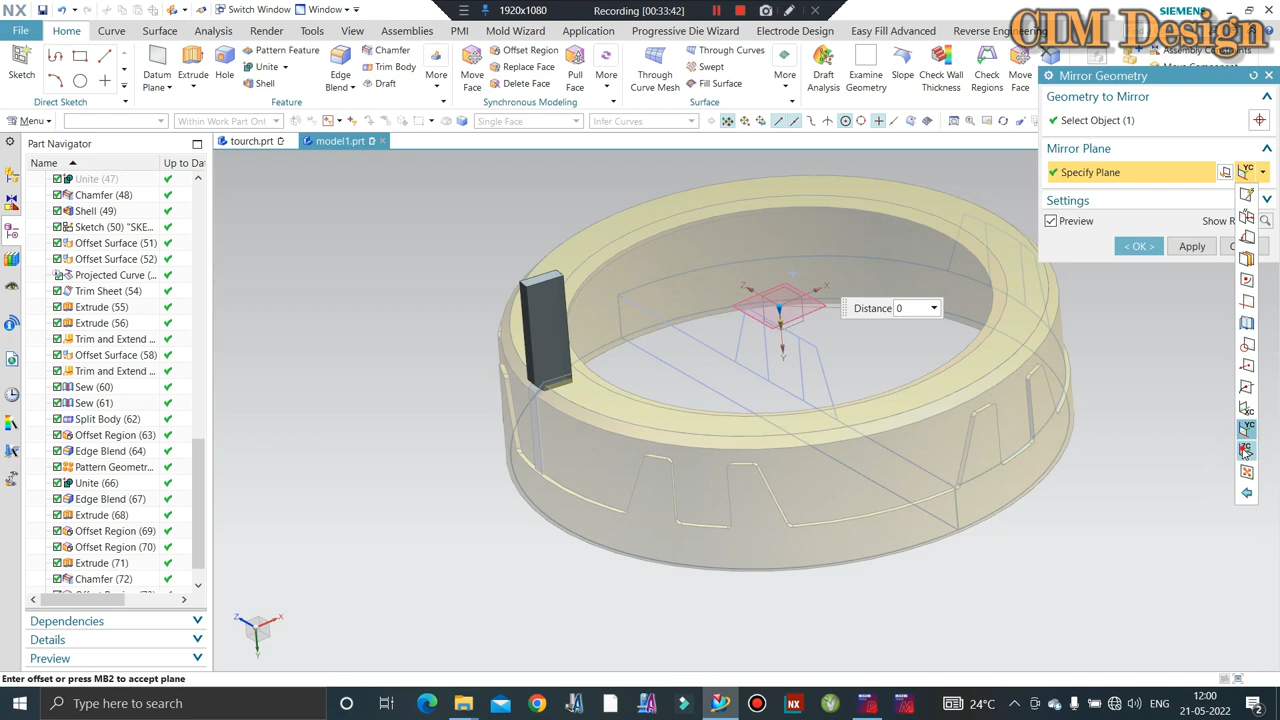 NX
Switch Window
Window
1920x1080
Recording [00:33:42]
SIEMENS
CIM Design
File
Home
Curve
Surface
Analysis
Render
Tools
View
Assemblies
PMI
Mold Wizard
Application
Progressive Die Wizard
Electrode Design
Easy Fill Advanced
Reverse Engineering
Sketch
Direct Sketch
Datum Plane
Extrude
Hole
Pattern Feature
Unite
Shell
Edge Blend
Chamfer
Trim Body
More
Feature
Move Face
Offset Region
Replace Face
Delete Face
Pull Face
More
Synchronous Modeling
Through Curve Mesh
Through Curves
Swept
Fill Surface
More
Surface
Draft Analysis
Examine Geometry
Slope
Check Wall Thickness
Check Regions
Move Face
Assembly Constraints
Menu
Within Work Part Only
Single Face
Infer Curves
Part Navigator
tourch.prt
model1.prt
Name
Up to Dat
Unite (47)
Chamfer (48)
Shell (49)
Sketch (50) "SKE...
Offset Surface (51)
Offset Surface (52)
Projected Curve (...
Trim Sheet (54)
Extrude (55)
Extrude (56)
Trim and Extend ...
Offset Surface (58)
Trim and Extend ...
Sew (60)
Sew (61)
Split Body (62)
Offset Region (63)
Edge Blend (64)
Pattern Geometr...
Unite (66)
Edge Blend (67)
Extrude (68)
Offset Region (69)
Offset Region (70)
Extrude (71)
Chamfer (72)
Dependencies
Details
Preview
Mirror Geometry
Geometry to Mirror
Select Object (1)
Mirror Plane
Specify Plane
YC
Settings
Preview
Show R
< OK >
Apply
C
XC
YC
Z
X
Y
Distance 0
Z
X
Y
Enter offset or press MB2 to accept plane
Type here to search
24°C
ENG
12:00
21-05-2022